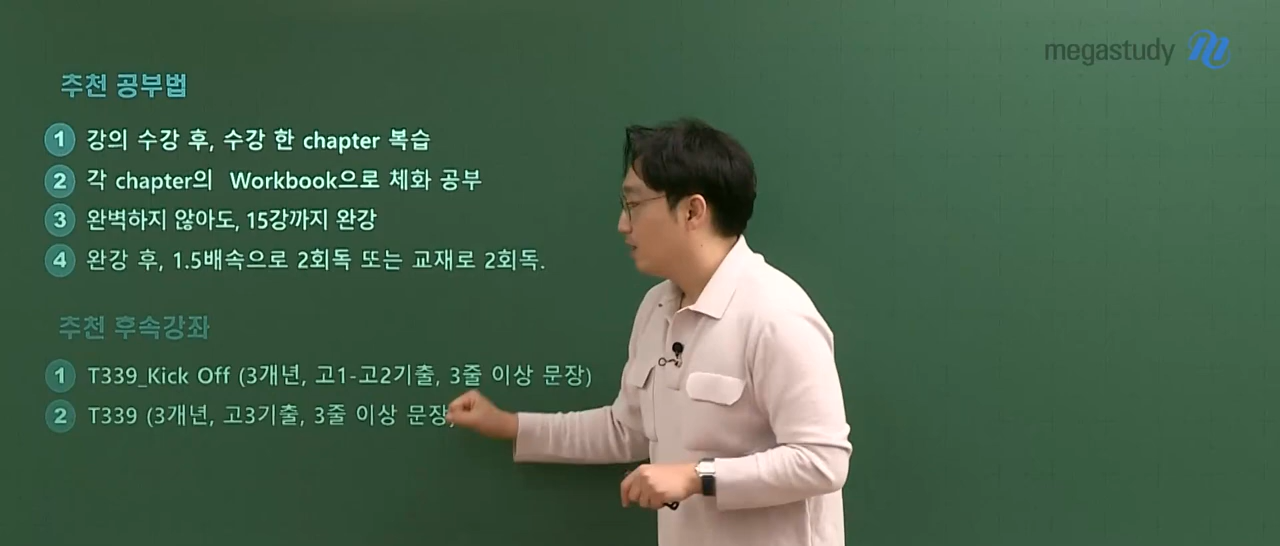 megastudy
추천 공부법
1 강의 수강 후, 수강 한 chapter 복습
2 각 chapter의 Workbook으로 체화 공부
3 완벽하지 않아도, 15강까지 완강
4 완강 후, 1.5배속으로 2회독 또는 교재로 2회독.
추천 후속강좌
1 T339_Kick Off (3개년, 고1-고2기출, 3줄 이상 문장)
2 T339 (3개년, 고3기출, 3줄 이상 문장)